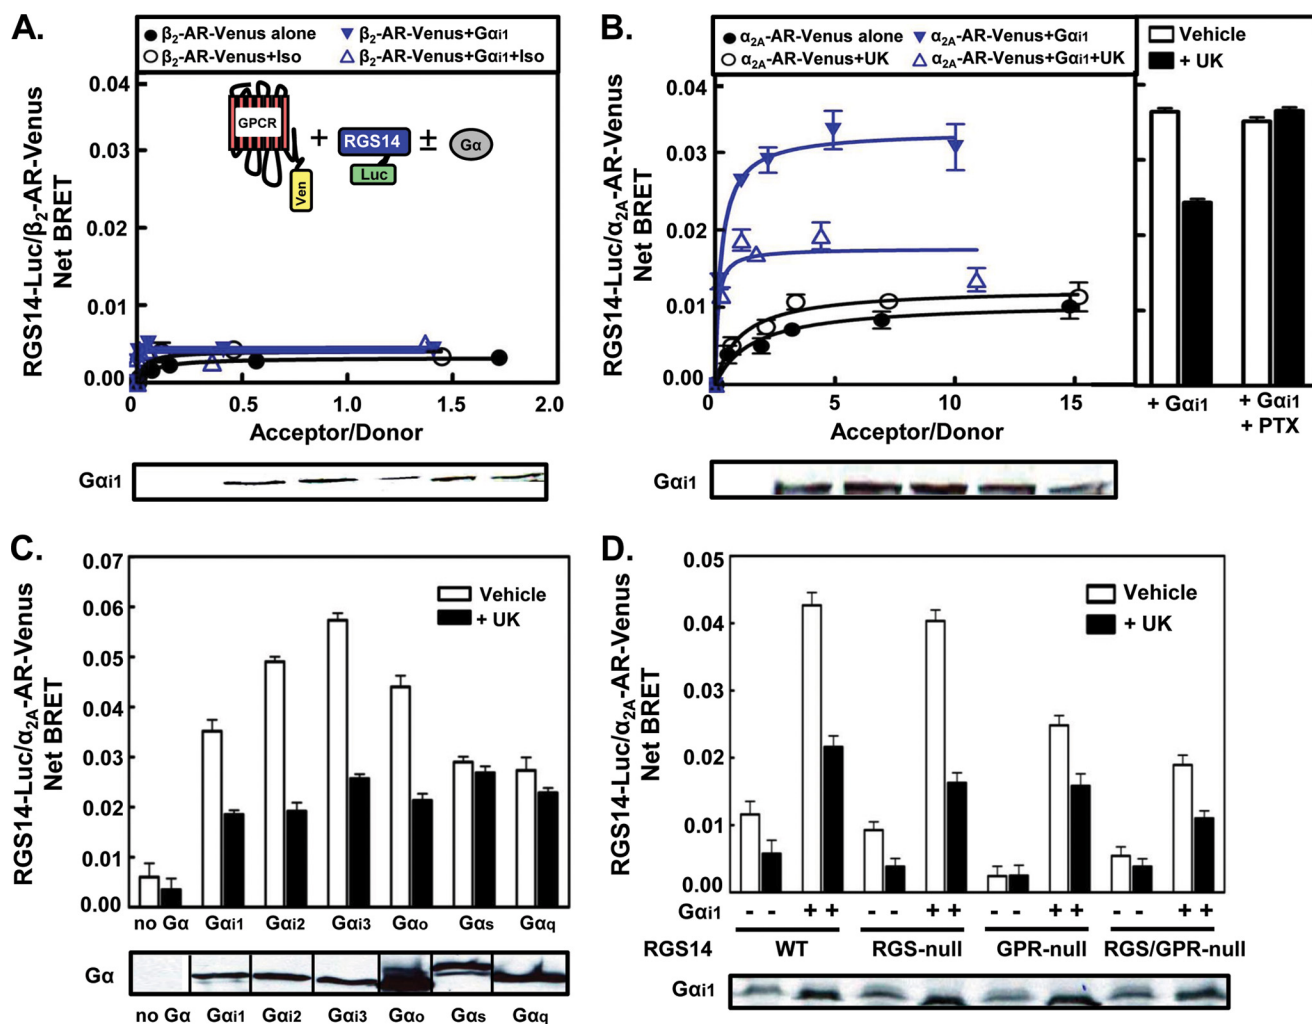 A.
● β2-AR-Venus alone ▼ β2-AR-Venus+Gαi1
○ β2-AR-Venus+Iso △ β2-AR-Venus+Gαi1+Iso
RGS14-Luc/β2-AR-Venus
Net BRET
0.04
0.03
0.02
0.01
0.00
GPCR
+
RGS14
±
Gα
Luc
Ven
0
0.5
1.0
1.5
2.0
Acceptor/Donor
Gαi1
B.
● α2A-AR-Venus alone ▼ α2A-AR-Venus+Gαi1
○ α2A-AR-Venus+UK △ α2A-AR-Venus+Gαi1+UK
RGS14-Luc/α2A-AR-Venus
Net BRET
0.04
0.03
0.02
0.01
0.00
0
5
10
15
Acceptor/Donor
Vehicle
+ UK
+ Gαi1
+ Gαi1
+ PTX
Gαi1
C.
RGS14-Luc/α2A-AR-Venus
Net BRET
0.07
0.06
0.05
0.04
0.03
0.02
0.01
0.00
Vehicle
+ UK
no Gα Gαi1 Gαi2 Gαi3 Gαo Gαs Gαq
Gα
no Gα Gαi1 Gαi2 Gαi3 Gαo Gαs Gαq
D.
RGS14-Luc/α2A-AR-Venus
Net BRET
0.05
0.04
0.03
0.02
0.01
0.00
Vehicle
+ UK
Gαi1 - - + + - - + + - - + + - - + +
RGS14 WT RGS-null GPR-null RGS/GPR-null
Gαi1